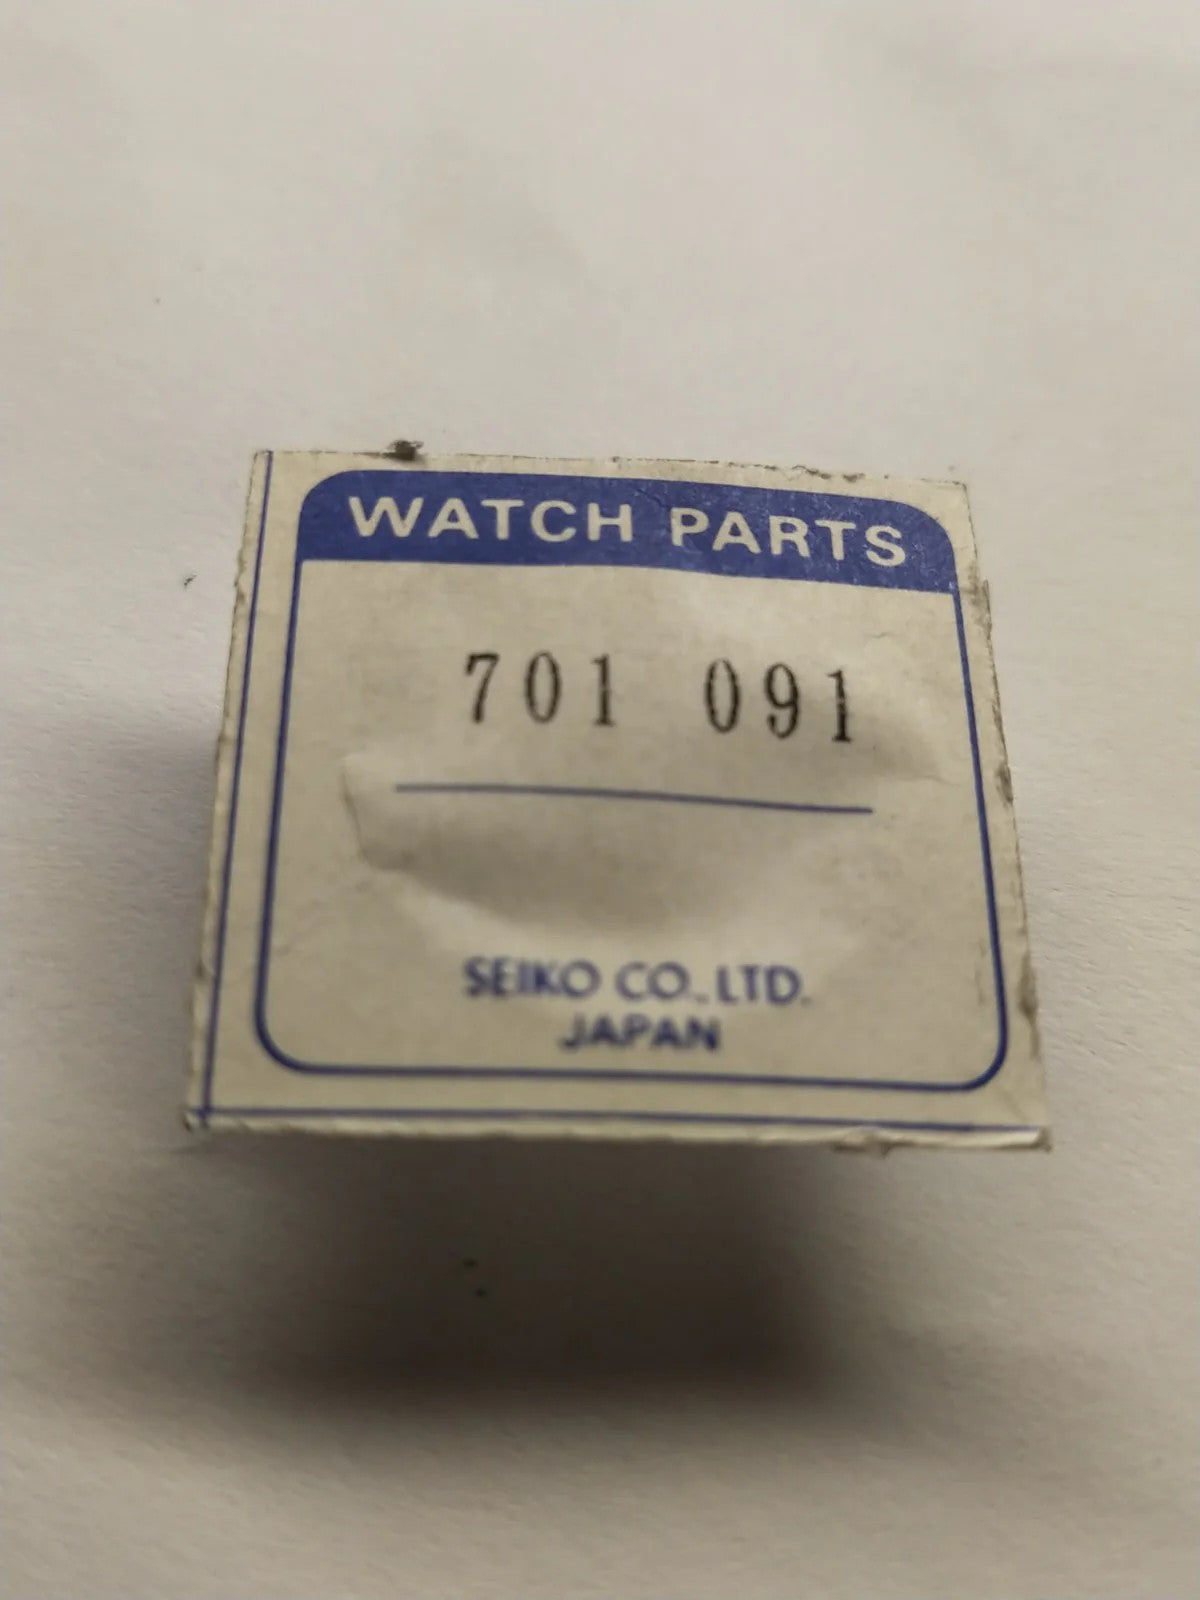 WATCH PARTS
701 091
SEIKO CO., LTD.
JAPAN